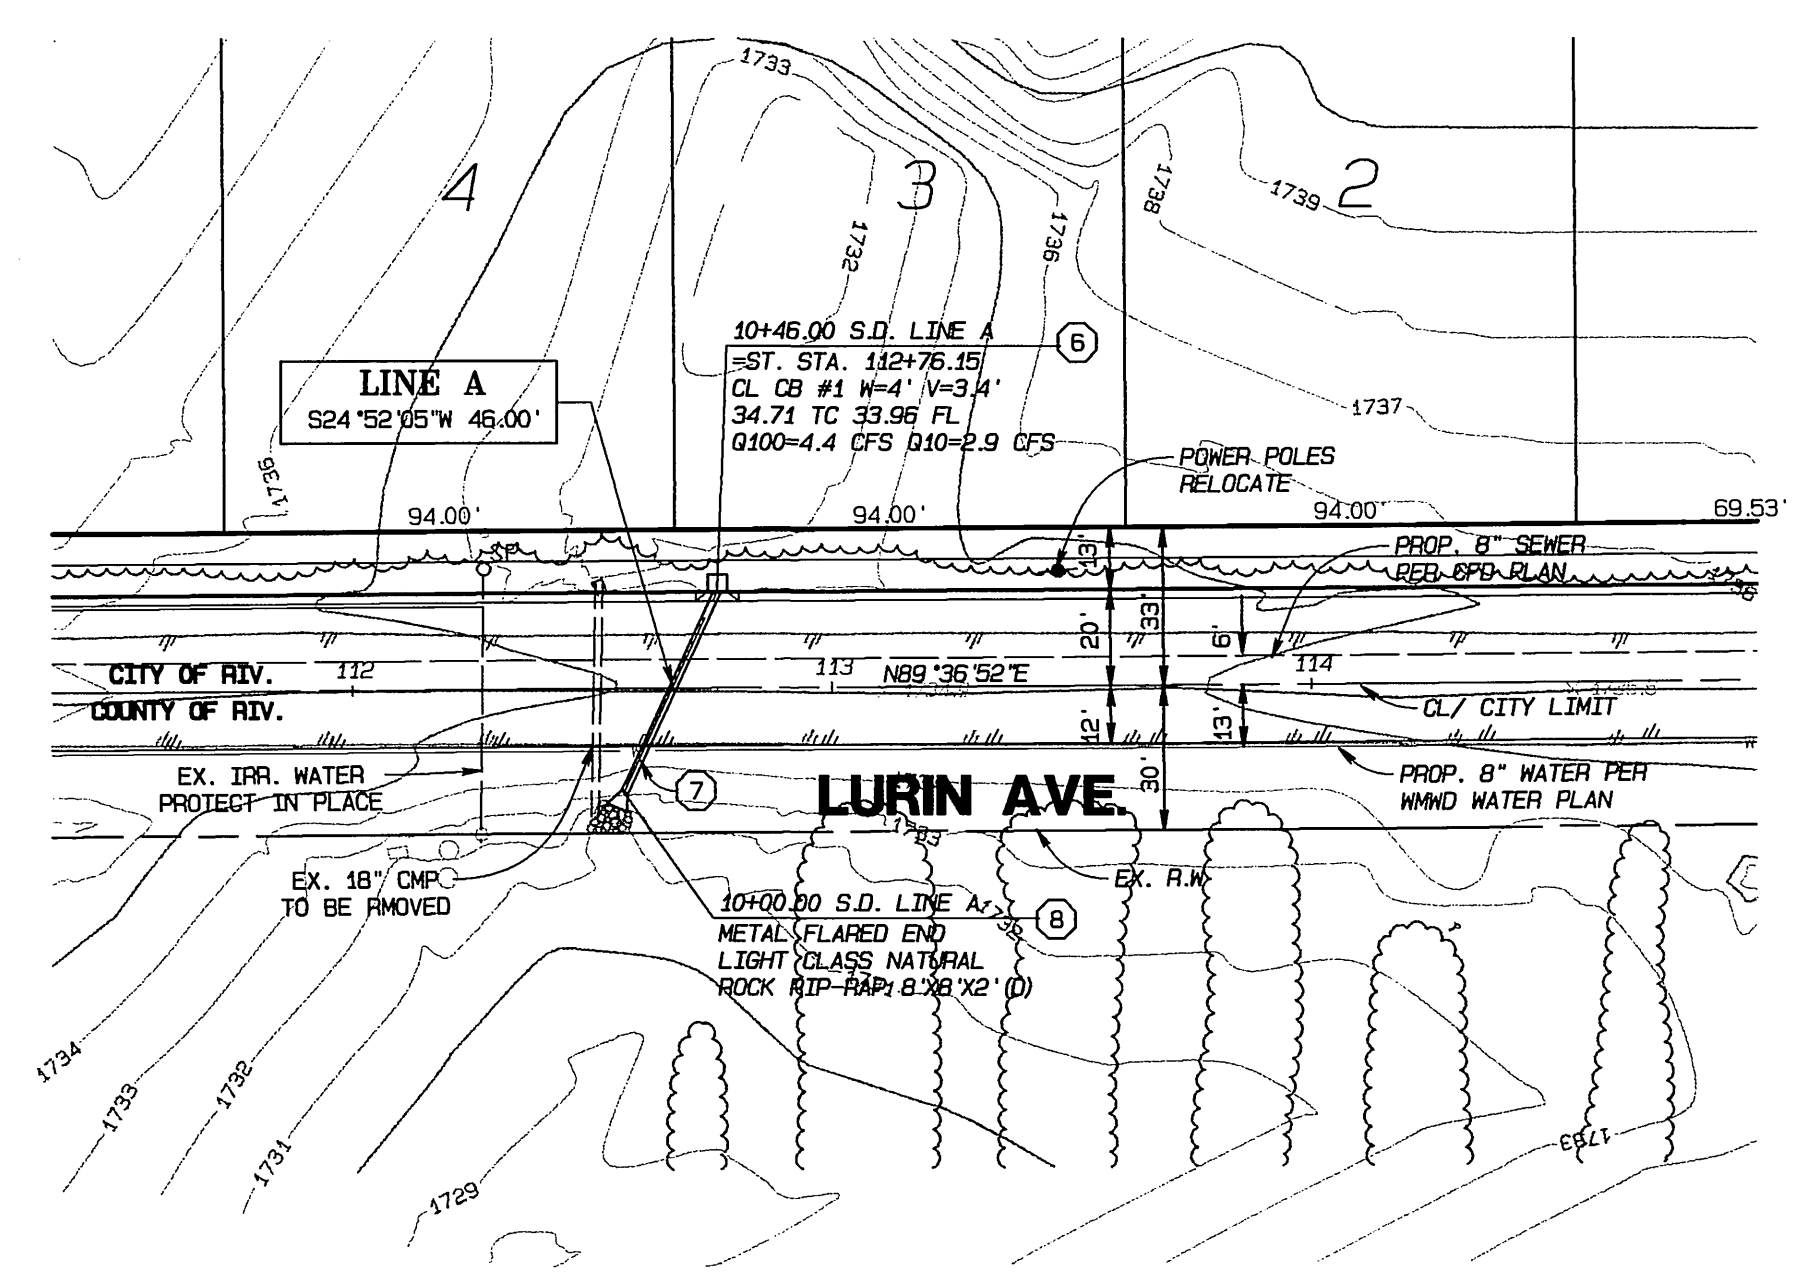 1733
4
3
2
1738
1739
1736
1732
10+46.00 S.D. LINE A
6
=ST. STA. 112+76.15
CL CB #1 W=4' V=3.4'
34.71 TC 33.96 FL
Q100=4.4 CFS Q10=2.9 CFS
LINE A
S24°52'05"W 46.00'
1737
1736
POWER POLES
RELOCATE
94.00'
94.00'
94.00'
69.53'
13'
PROP. 8" SEWER
PER CPD PLAN
20'
33'
6'
CITY OF RIV.
112
113
N89°36'52"E
114
COUNTY OF RIV.
CL/ CITY LIMIT
12'
13'
EX. IRR. WATER
PROTECT IN PLACE
7
LURIN AVE.
30'
PROP. 8" WATER PER
WMWD WATER PLAN
1733
EX. 18" CMP
TO BE RMOVED
EX. R.W
10+00.00 S.D. LINE A
8
1732
METAL FLARED END
LIGHT CLASS NATURAL
ROCK RIP-RAP 8'X8'X2'(D)
1734
1733
1732
1731
1729
1733